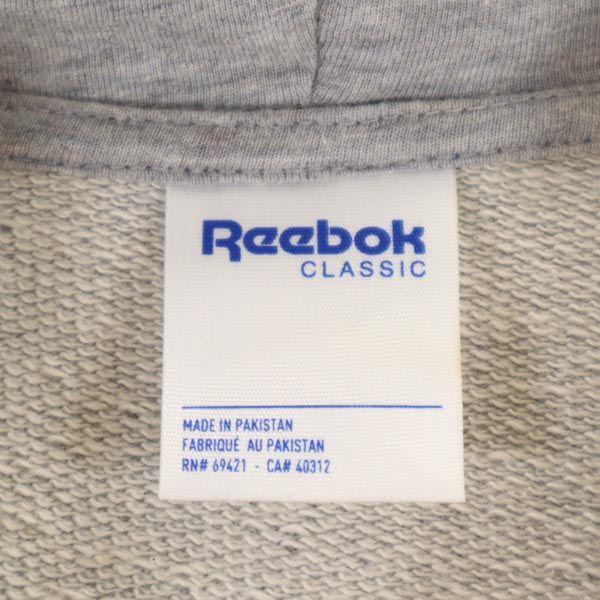 Reebok
CLASSIC
MADE IN PAKISTAN
FABRIQUÉ AU PAKISTAN
RN# 69421 - CA# 40312